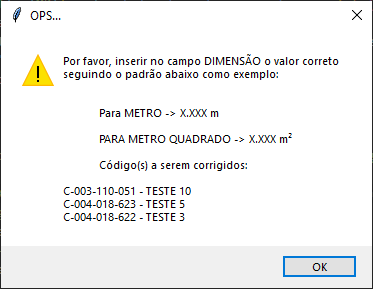 OPS...
Por favor, inserir no campo DIMENSÃO o valor correto
seguindo o padrão abaixo como exemplo:
Para METRO -> X.XXX m
PARA METRO QUADRADO -> X.XXX m²
Código(s) a serem corrigidos:
C-003-110-051 - TESTE 10
C-004-018-623 - TESTE 5
C-004-018-622 - TESTE 3
OK